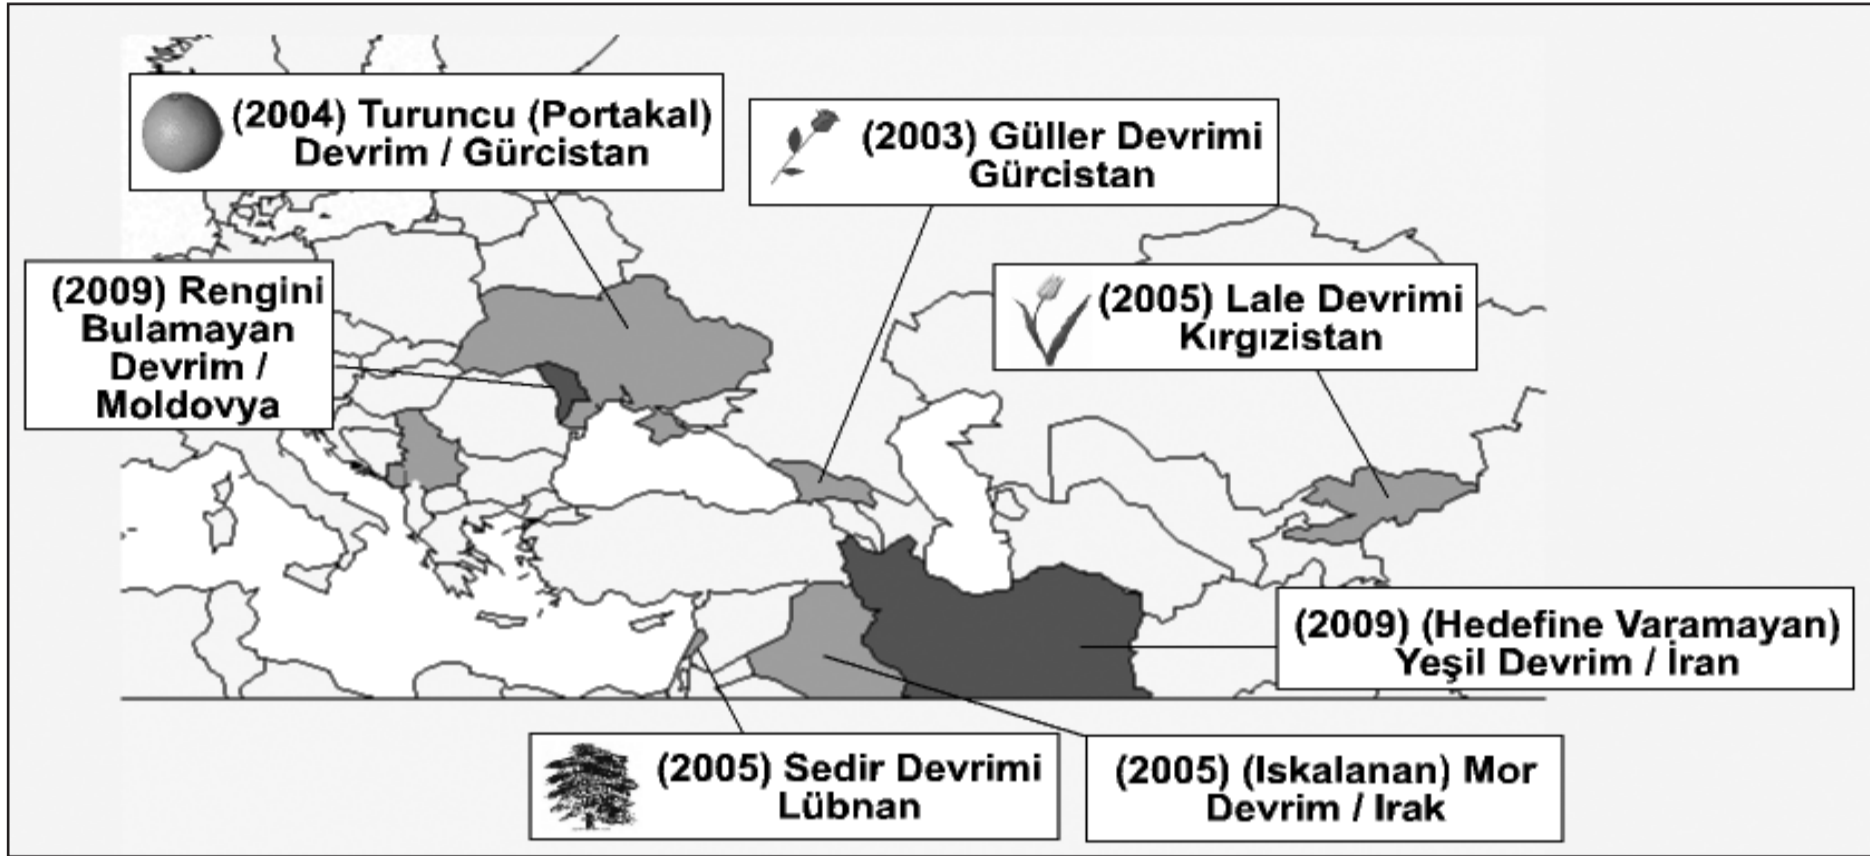 (2004) Turuncu (Portakal)
Devrim / Gürcistan
(2003) Güller Devrimi
Gürcistan
(2009) Rengini
Bulamayan
Devrim /
Moldovya
(2005) Lale Devrimi
Kırgızistan
(2009) (Hedefine Varamayan)
Yeşil Devrim / İran
(2005) Sedir Devrimi
Lübnan
(2005) (Iskalanan) Mor
Devrim / Irak